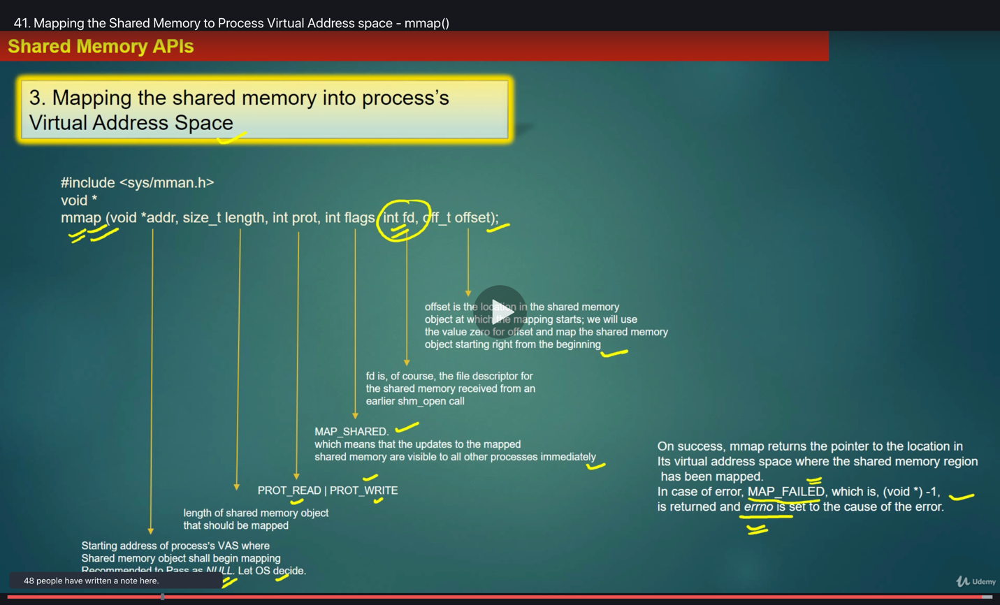 41. Mapping the Shared Memory to Process Virtual Address space - mmap()
Shared Memory APIs
3. Mapping the shared memory into process's
Virtual Address Space
#include <sys/mman.h>
void *
mmap (void *addr, size_t length, int prot, int flags, int fd, off_t offset);
offset is the location in the shared memory
object at which the mapping starts; we will use
the value zero for offset and map the shared memory
object starting right from the beginning
fd is, of course, the file descriptor for
the shared memory received from an
earlier shm_open call
MAP_SHARED.
which means that the updates to the mapped
shared memory are visible to all other processes immediately
PROT_READ | PROT_WRITE
length of shared memory object
that should be mapped
Starting address of process's VAS where
Shared memory object shall begin mapping
Recommended to Pass as NULL. Let OS decide.
On success, mmap returns the pointer to the location in
Its virtual address space where the shared memory region
has been mapped.
In case of error, MAP_FAILED, which is, (void *) -1,
is returned and errno is set to the cause of the error.
48 people have written a note here.
Udemy